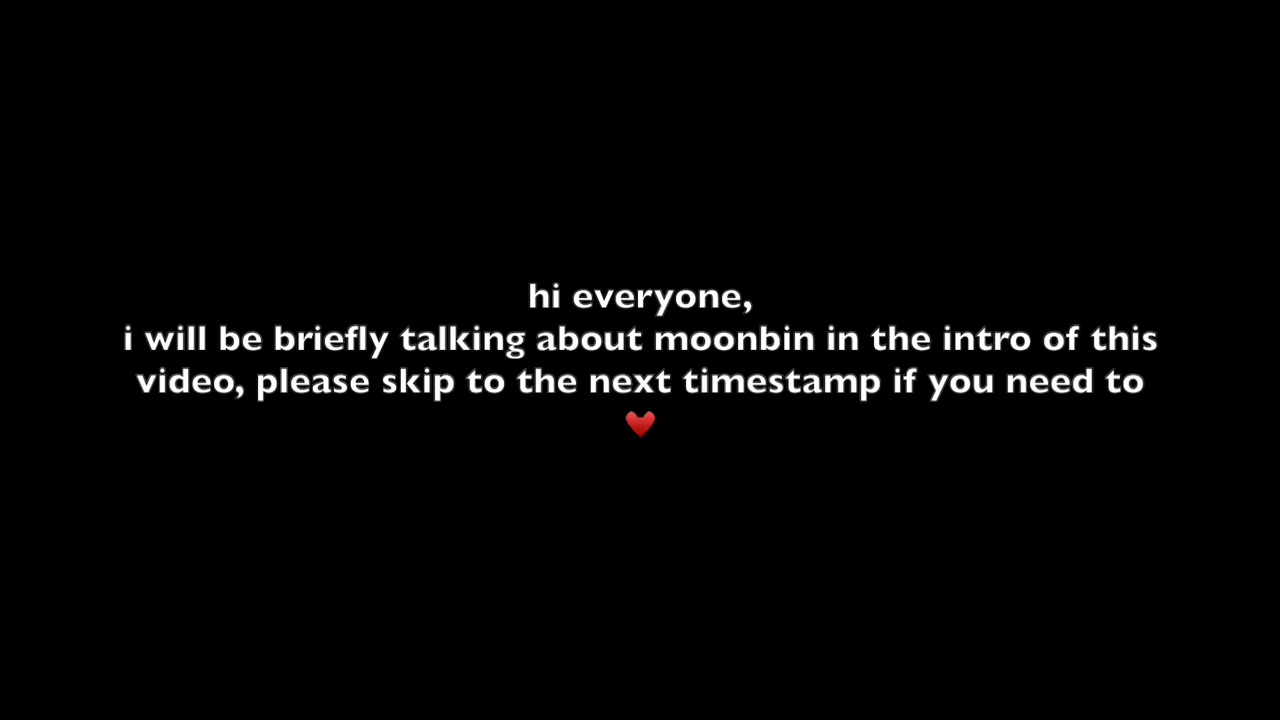 hi everyone,
i will be briefly talking about moonbin in the intro of this
video, please skip to the next timestamp if you need to
❤️